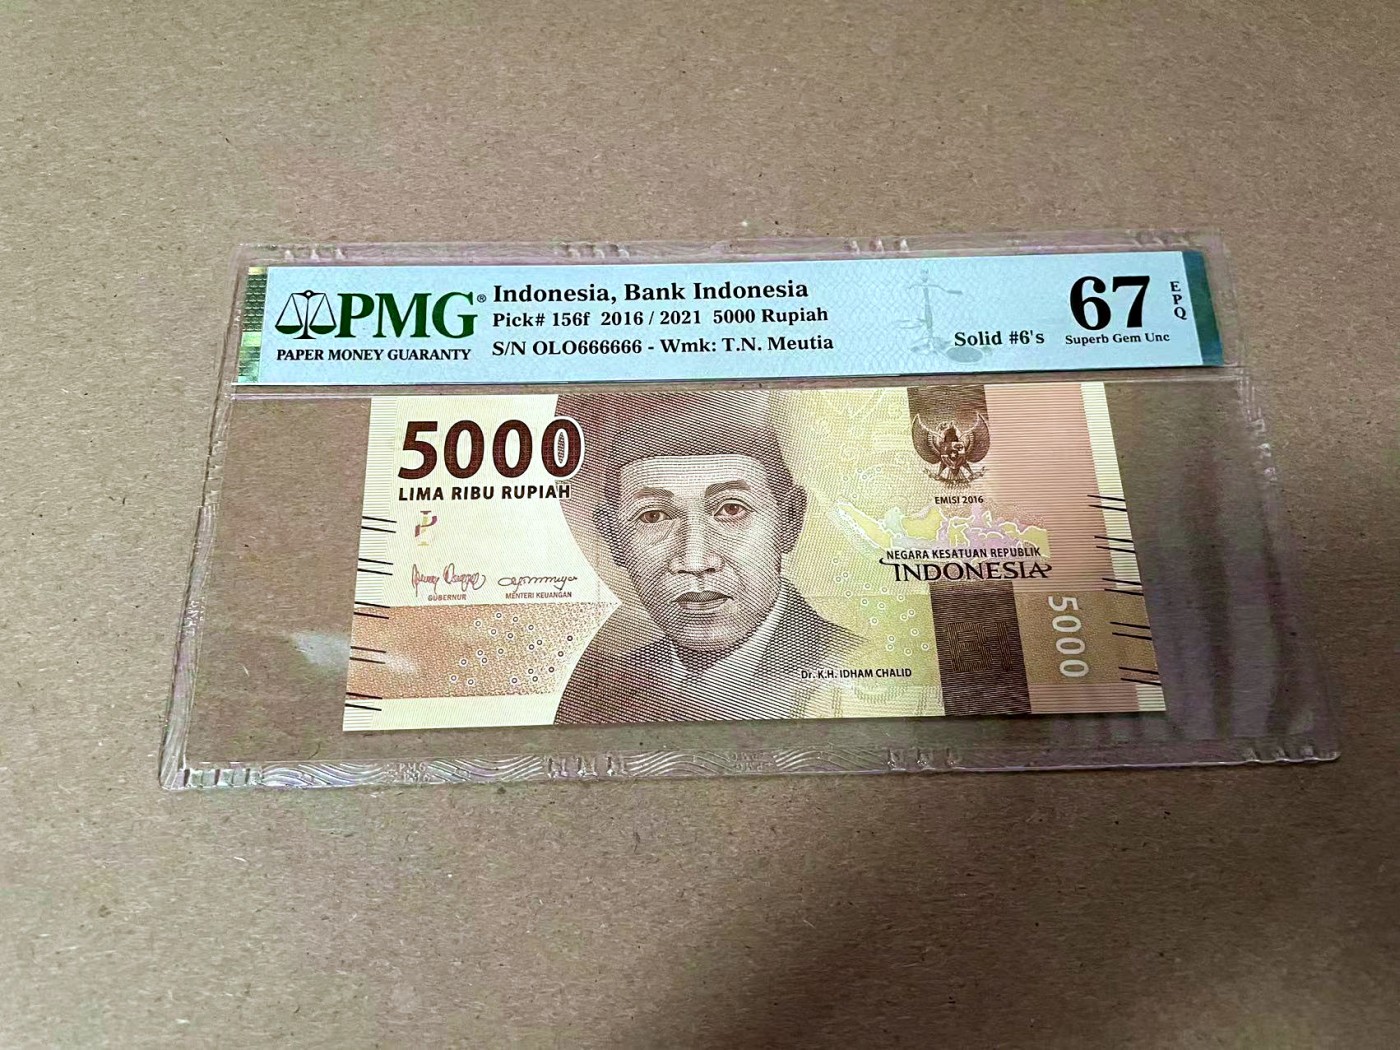 PMG®
PAPER MONEY GUARANTY
Indonesia, Bank Indonesia
Pick# 156f 2016 / 2021 5000 Rupiah
S/N OLO666666 - Wmk: T.N. Meutia
Solid #6's
67
EPQ
Superb Gem Unc
5000
LIMA RIBU RUPIAH
GUBERNUR
MENTERI KEUANGAN
EMISI 2016
NEGARA KESATUAN REPUBLIK
INDONESIA
5000
Dr. K.H. IDHAM CHALID
PMG